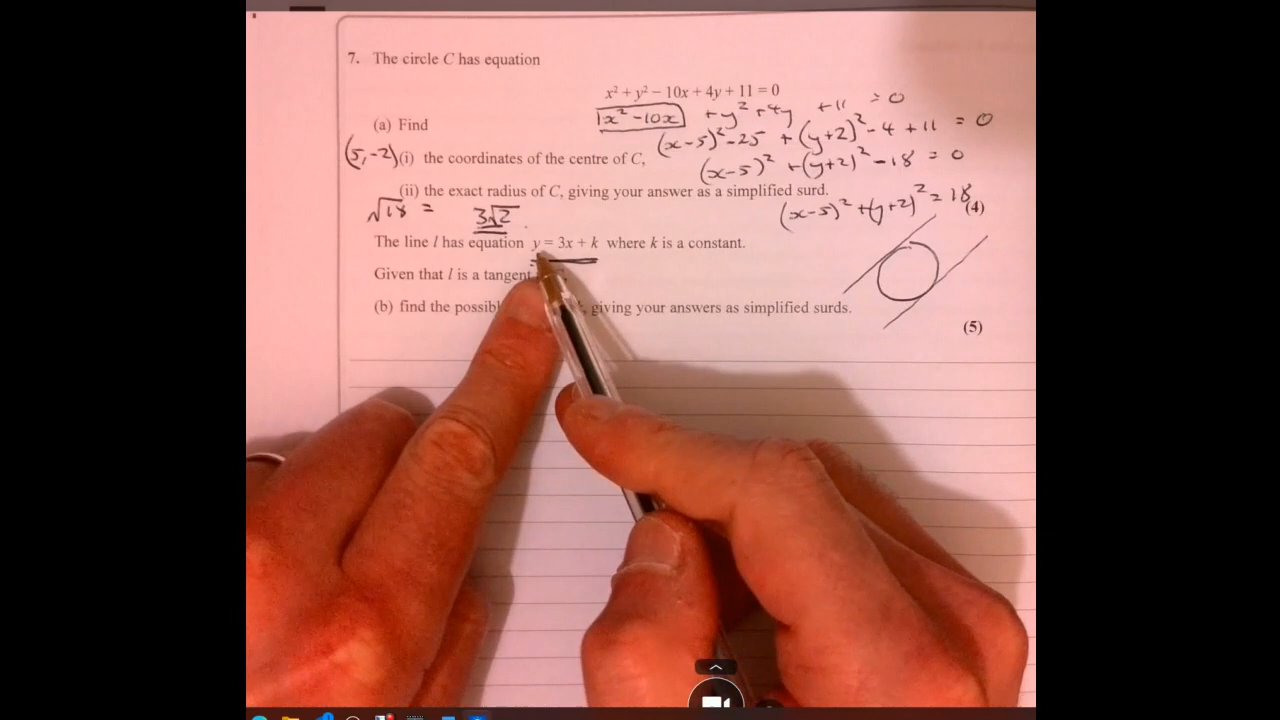 7. The circle C has equation
x² + y² − 10x + 4y + 11 = 0
x² − 10x + y² + 4y + 11 = 0
(a) Find
(x−5)² − 25 + (y+2)² − 4 + 11 = 0
(5, −2) (i) the coordinates of the centre of C,
(x−5)² + (y+2)² − 18 = 0
(ii) the exact radius of C, giving your answer as a simplified surd.
√18 = 3√2
(x−5)² + (y+2)² = 18
(4)
The line l has equation y = 3x + k where k is a constant.
Given that l is a tangent
(b) find the possibl , giving your answers as simplified surds.
(5)